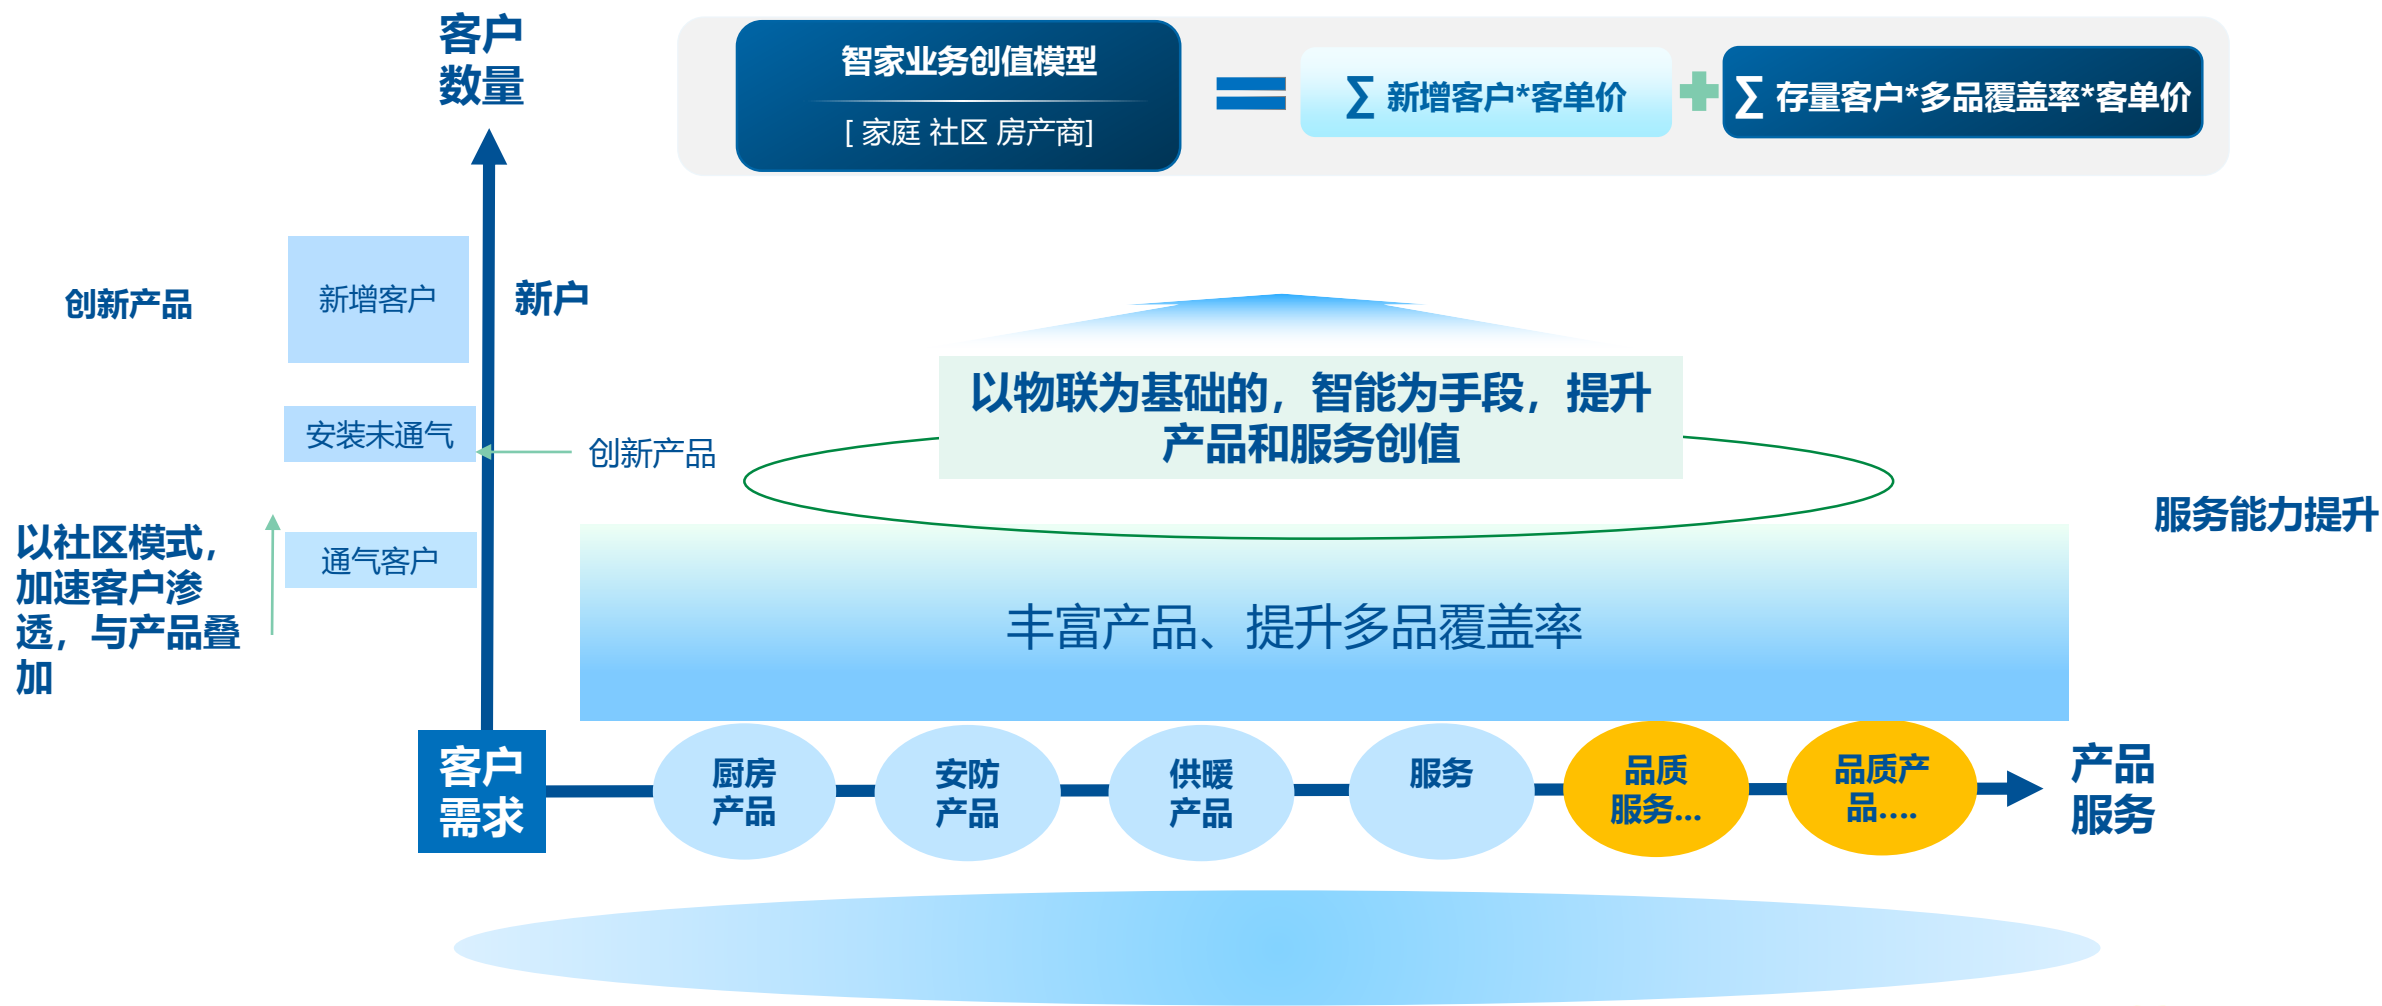 客户
数量
智家业务创值模型
[ 家庭 社区 房产商]
=
∑ 新增客户*客单价
+
∑ 存量客户*多品覆盖率*客单价
创新产品
新增客户
新户
以物联为基础的，智能为手段，提升
产品和服务创值
安装未通气
创新产品
服务能力提升
以社区模式，
加速客户渗
透，与产品叠
加
通气客户
丰富产品、提升多品覆盖率
客户
需求
厨房
产品
安防
产品
供暖
产品
服务
品质
服务...
品质产
品....
产品
服务